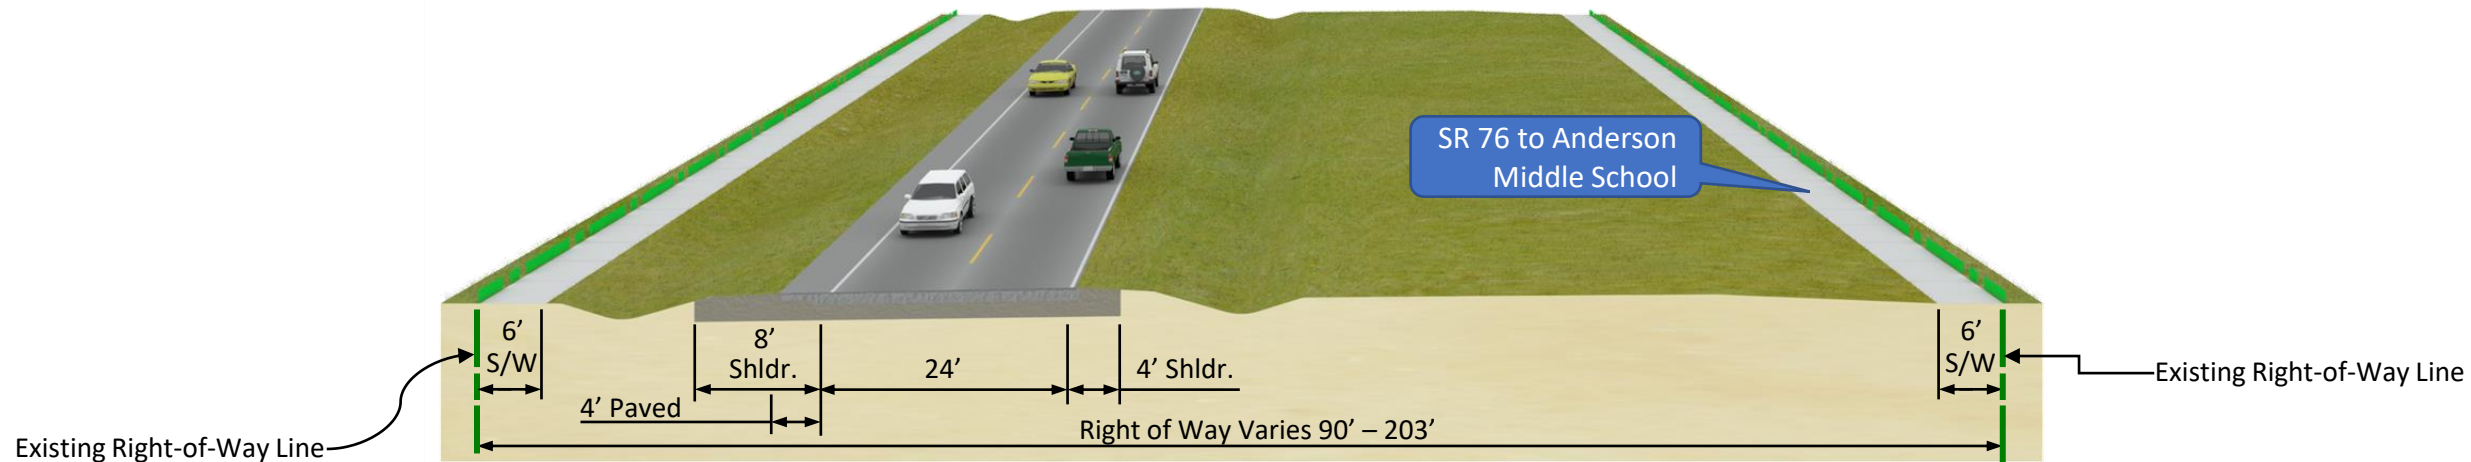 SR 76 to Anderson
Middle School
6’
S/W
8’
Shldr.
24’
4’ Shldr.
6’
S/W
4’ Paved
Existing Right-of-Way Line
Right of Way Varies 90’ – 203’
Existing Right-of-Way Line